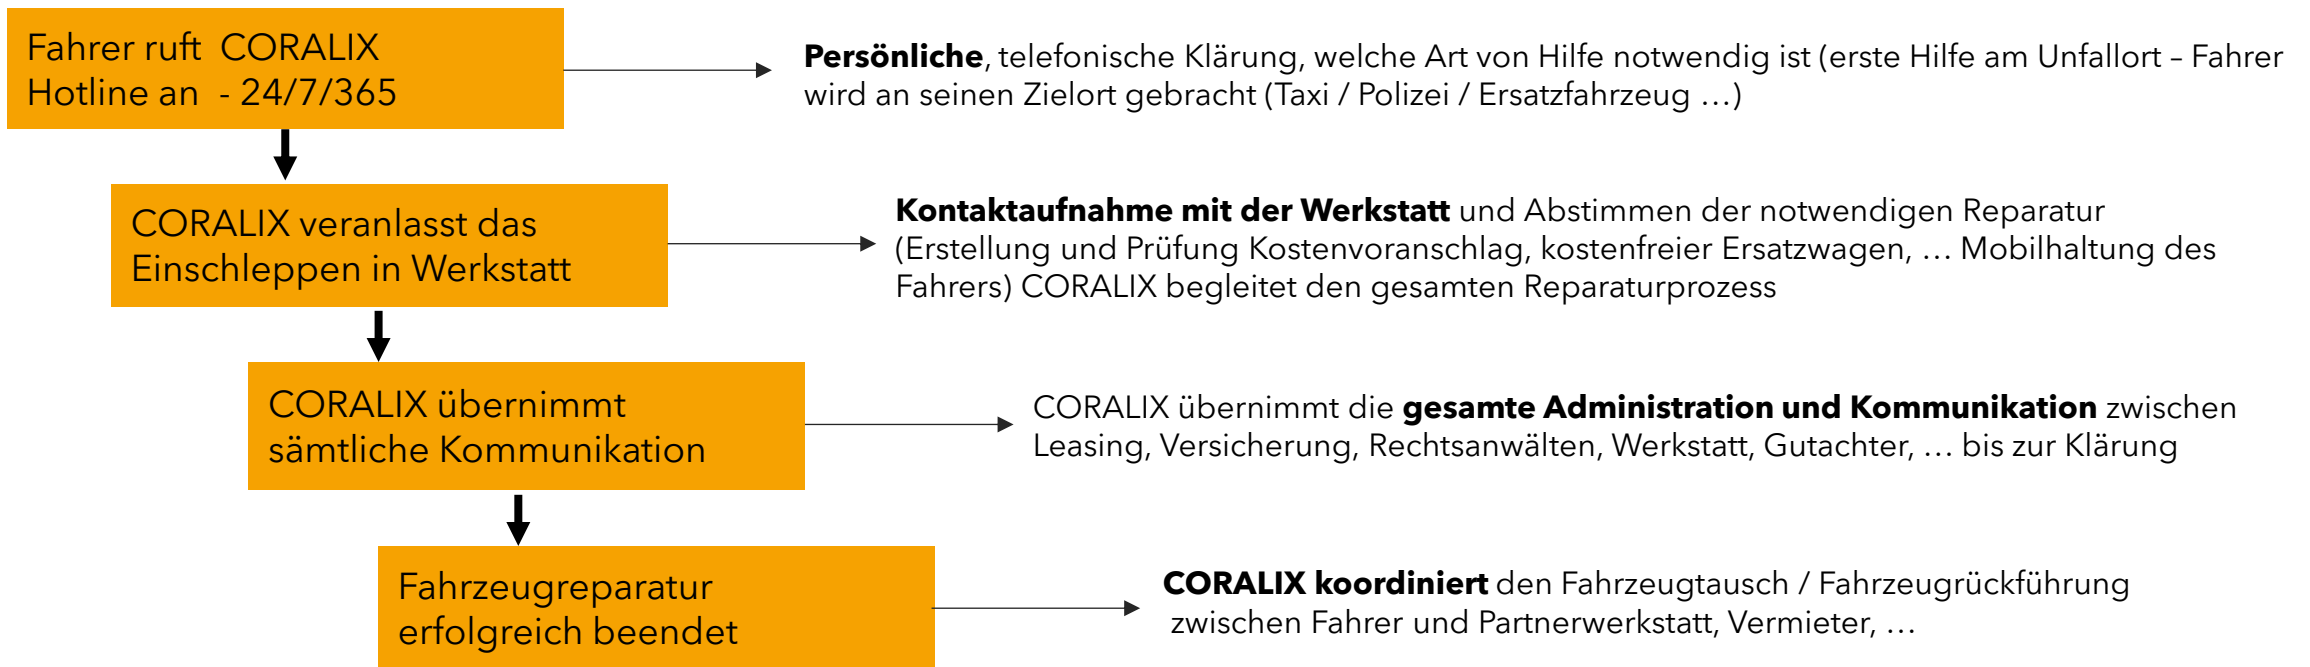 Fahrer ruft CORALIX
Hotline an - 24/7/365
Persönliche, telefonische Klärung, welche Art von Hilfe notwendig ist (erste Hilfe am Unfallort – Fahrer
wird an seinen Zielort gebracht (Taxi / Polizei / Ersatzfahrzeug …)
CORALIX veranlasst das
Einschleppen in Werkstatt
Kontaktaufnahme mit der Werkstatt und Abstimmen der notwendigen Reparatur
(Erstellung und Prüfung Kostenvoranschlag, kostenfreier Ersatzwagen, … Mobilhaltung des
Fahrers) CORALIX begleitet den gesamten Reparaturprozess
CORALIX übernimmt
sämtliche Kommunikation
CORALIX übernimmt die gesamte Administration und Kommunikation zwischen
Leasing, Versicherung, Rechtsanwälten, Werkstatt, Gutachter, … bis zur Klärung
Fahrzeugreparatur
erfolgreich beendet
CORALIX koordiniert den Fahrzeugtausch / Fahrzeugrückführung
zwischen Fahrer und Partnerwerkstatt, Vermieter, …